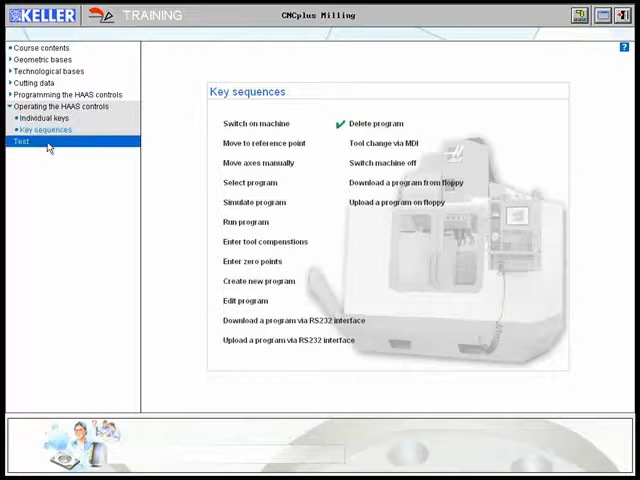 KELLER
TRAINING
CNCplus Milling
?
Course contents
Geometric bases
Technological bases
Cutting data
Programming the HAAS controls
Operating the HAAS controls
Individual keys
Key sequences
Test
Key sequences
Switch on machine
Move to reference point
Move axes manually
Select program
Simulate program
Run program
Enter tool compenstions
Enter zero points
Create new program
Edit program
Download a program via RS232 interface
Upload a program via RS232 interface
Delete program
Tool change via MDI
Switch machine off
Download a program from floppy
Upload a program on floppy